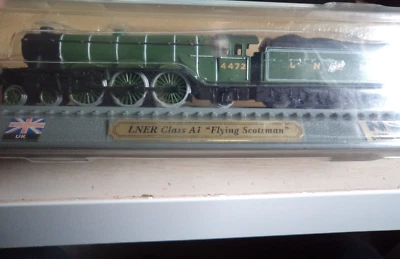 4472
L N
UK
LNER Class A1 "Flying Scotsman"